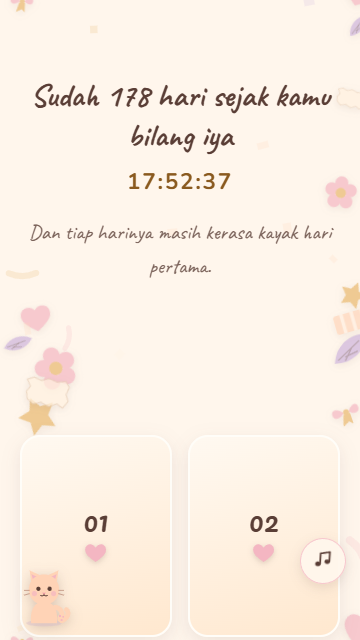 Sudah 178 hari sejak kamu
bilang iya
17:52:37
Dan tiap harinya masih kerasa kayak hari
pertama.
01
02